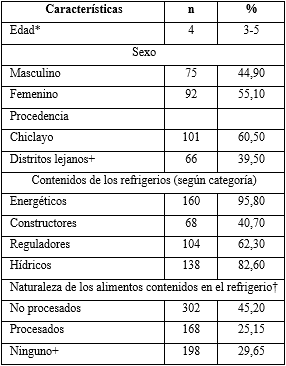 Características n %
Edad* 4 3-5
Sexo
Masculino 75 44,90
Femenino 92 55,10
Procedencia
Chiclayo 101 60,50
Distritos lejanos+ 66 39,50
Contenidos de los refrigerios (según categoría)
Energéticos 160 95,80
Constructores 68 40,70
Reguladores 104 62,30
Hídricos 138 82,60
Naturaleza de los alimentos contenidos en el refrigerio†
No procesados 302 45,20
Procesados 168 25,15
Ninguno+ 198 29,65